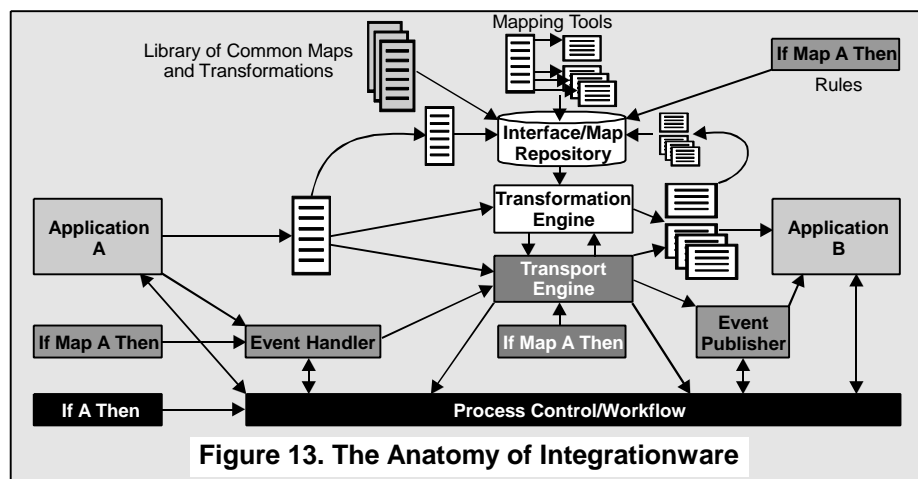 Mapping Tools
Library of Common Maps
and Transformations
If Map A Then
Rules
Interface/Map
Repository
Transformation
Engine
Application
A
Application
B
Transport
Engine
If Map A Then
Event Handler
If Map A Then
Event
Publisher
If A Then
Process Control/Workflow
Figure 13. The Anatomy of Integrationware